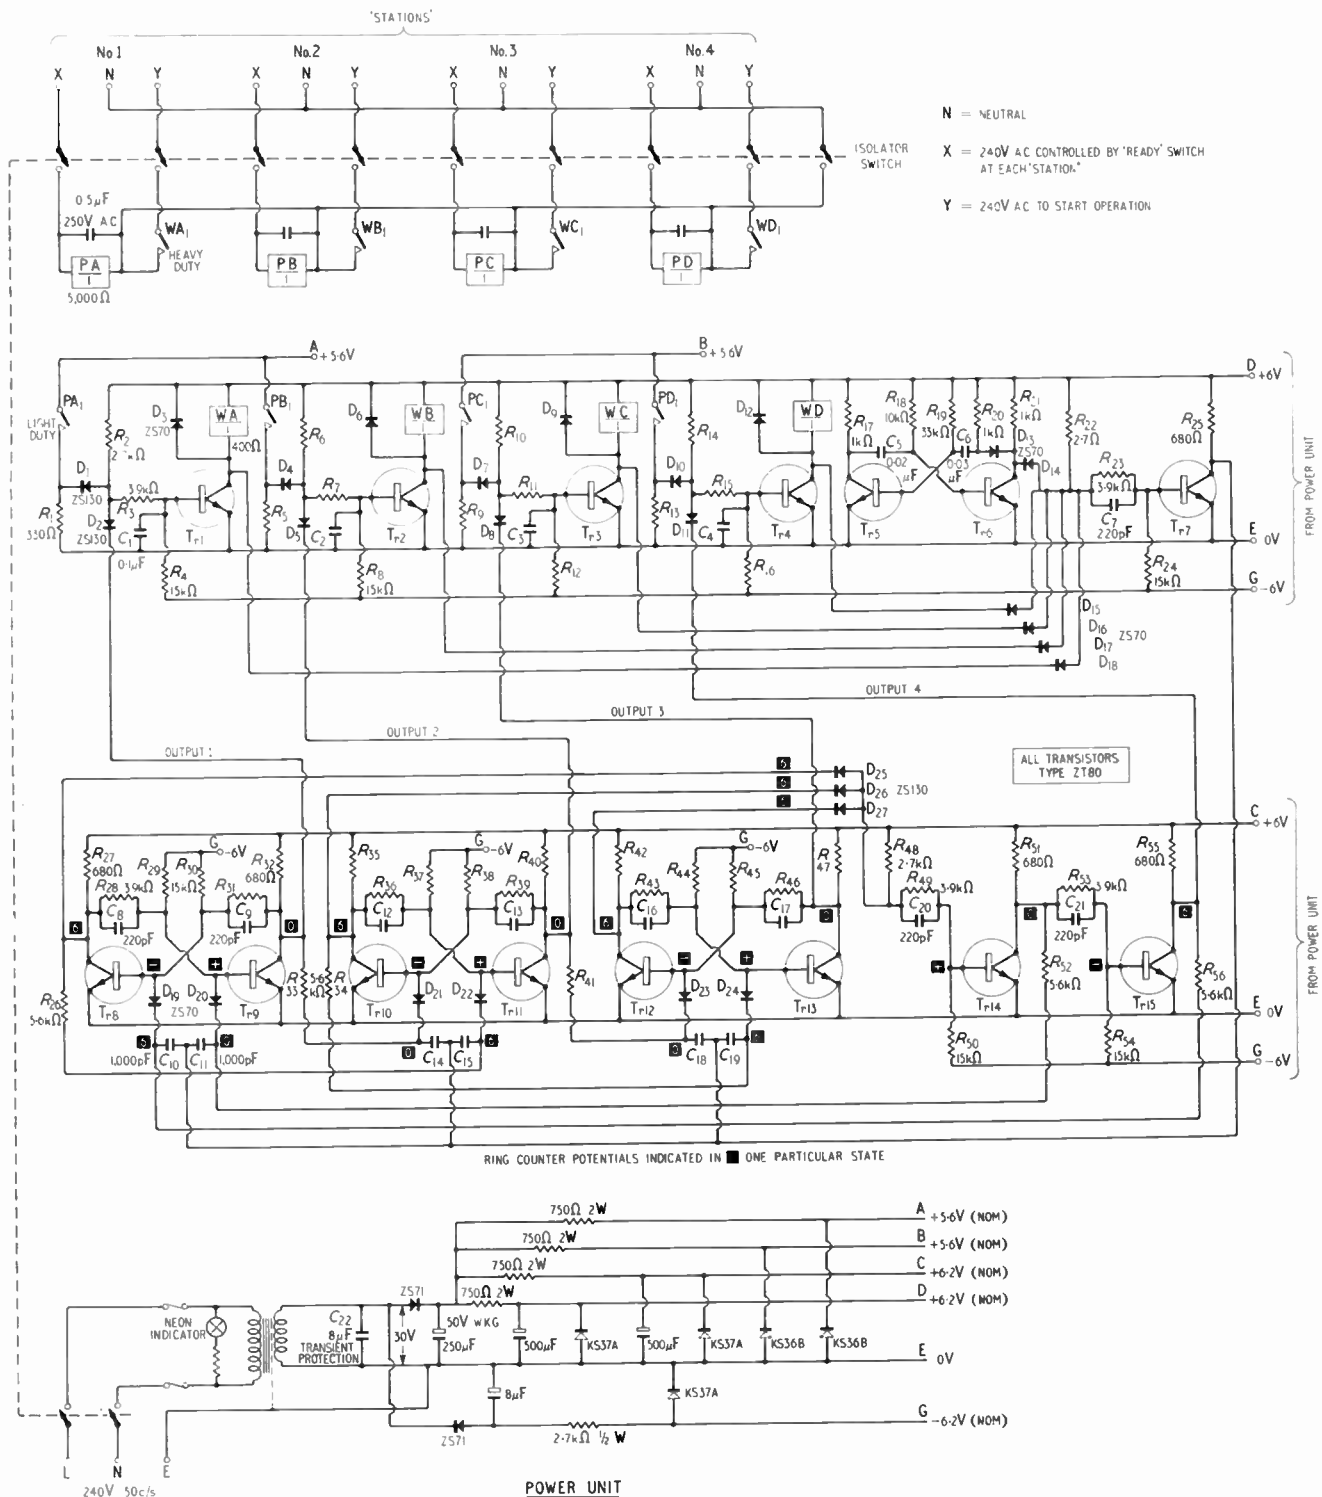 'STATIONS'
No.1 No.2 No.3 No.4
X N Y X N Y X N Y X N Y
N = NEUTRAL
ISOLATOR SWITCH
X = 240V A.C CONTROLLED BY 'READY' SWITCH
AT EACH 'STATION'
Y = 240V AC TO START OPERATION
0.5μF
250V A.C
WA1 WB1 WC1 WD1
HEAVY DUTY
PA 1 PB 1 PC 1 PD 1
5,000Ω
A +5.6V
B +5.6V
D +6V
PA1 PB1 PC1 PD1
LIGHT DUTY
D3 ZS70
WA 1
400Ω
D6 WB 1
D9 WC 1
D12 WD 1
R2
R6 R10 R14
R17 1kΩ
R18 10kΩ
R19 33kΩ
R20 1kΩ
1kΩ
R22 2.7Ω
R25 680Ω
C5 0.02 μF
C6 0.03 μF
D13 ZS70
D14
R23 3.9kΩ
C7 220pF
D1 ZS130
D2 ZS130
3.9kΩ
R3
R1 330Ω
C1 0.1μF
Tr1
D4 D5 R5 R7 C2 Tr2
D7 D8 R9 R11 C3 Tr3
D10 D11 R13 R15 C4 Tr4
Tr5 Tr6 Tr7
E 0V
R4 15kΩ
R8 15kΩ
R12
R24 15kΩ
G -6V
FROM POWER UNIT
D15
D16
D17 ZS70
D18
OUTPUT 4
OUTPUT 3
OUTPUT 2
OUTPUT 1
ALL TRANSISTORS
TYPE ZT80
D25
D26 ZS130
D27
C +6V
G -6V
G -6V
R27 680Ω
R28 3.9kΩ
R29
R30 15kΩ
R31
R32 680Ω
C8 220pF
C9 220pF
R35 R36 R37 R38 R39 R40
C12 C13
R42 R43 R44 R45 R46 R47
C16 C17
R48 2.7kΩ
R49 3.9kΩ
C20 220pF
R51 680Ω
R53 3.9kΩ
C21 220pF
R55 680Ω
Tr8 Tr9 Tr10 Tr11 Tr12 Tr13 Tr14 Tr15
D19 ZS70
D20 D21 D22 D23 D24
R26 5.6kΩ
R33 5.6kΩ
R34
R41
R52 5.6kΩ
R56 5.6kΩ
1,000pF C10 C11 1,000pF
C14 C15
C18 C19
R50 15kΩ
R54 15kΩ
E 0V
G -6V
FROM POWER UNIT
RING COUNTER POTENTIALS INDICATED IN ■ ONE PARTICULAR STATE
750Ω 2W A +5.6V (NOM)
750Ω 2W B +5.6V (NOM)
750Ω 2W C +6.2V (NOM)
ZS71 750Ω 2W D +6.2V (NOM)
NEON INDICATOR
C22 8μF
TRANSIENT PROTECTION
30V
50V WKG 250μF
500μF KS37A 500μF KS37A KS36B KS36B
E 0V
8μF KS37A
ZS71 2.7kΩ ½W G -6.2V (NOM)
L N E
240V 50c/s
POWER UNIT